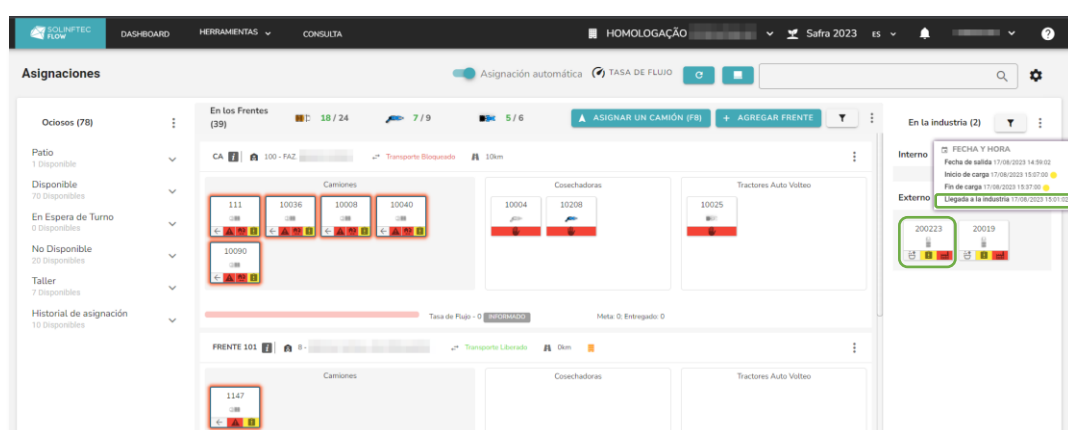 SOLINFTEC
FLOW
DASHBOARD
HERRAMIENTAS
CONSULTA
HOMOLOGAÇÃO
Safra 2023
ES
Asignaciones
Asignación automática
TASA DE FLUJO
Ociosos (78)
Patio
1 Disponible
Disponible
70 Disponibles
En Espera de Turno
0 Disponibles
No Disponible
20 Disponibles
Taller
7 Disponibles
Historial de asignación
10 Disponibles
En los Frentes
(39)
18 / 24
7 / 9
5 / 6
ASIGNAR UN CAMIÓN (F8)
+ AGREGAR FRENTE
CA
100 - FAZ.
Transporte Bloqueado
10km
Camiones
111
10036
10008
10040
10090
Cosechadoras
10004
10208
Tractores Auto Volteo
10025
Tasa de Flujo - 0 INFORMADO
Meta: 0; Entregado: 0
FRENTE 101
8 -
Transporte Liberado
0km
Camiones
1147
Cosechadoras
Tractores Auto Volteo
En la industria (2)
Interno
FECHA Y HORA
Fecha de salida 17/08/2023 14:59:02
Inicio de carga 17/08/2023 15:07:00
Fin de carga 17/08/2023 15:37:00
Llegada a la industria 17/08/2023 15:01:02
Externo
200223
20019